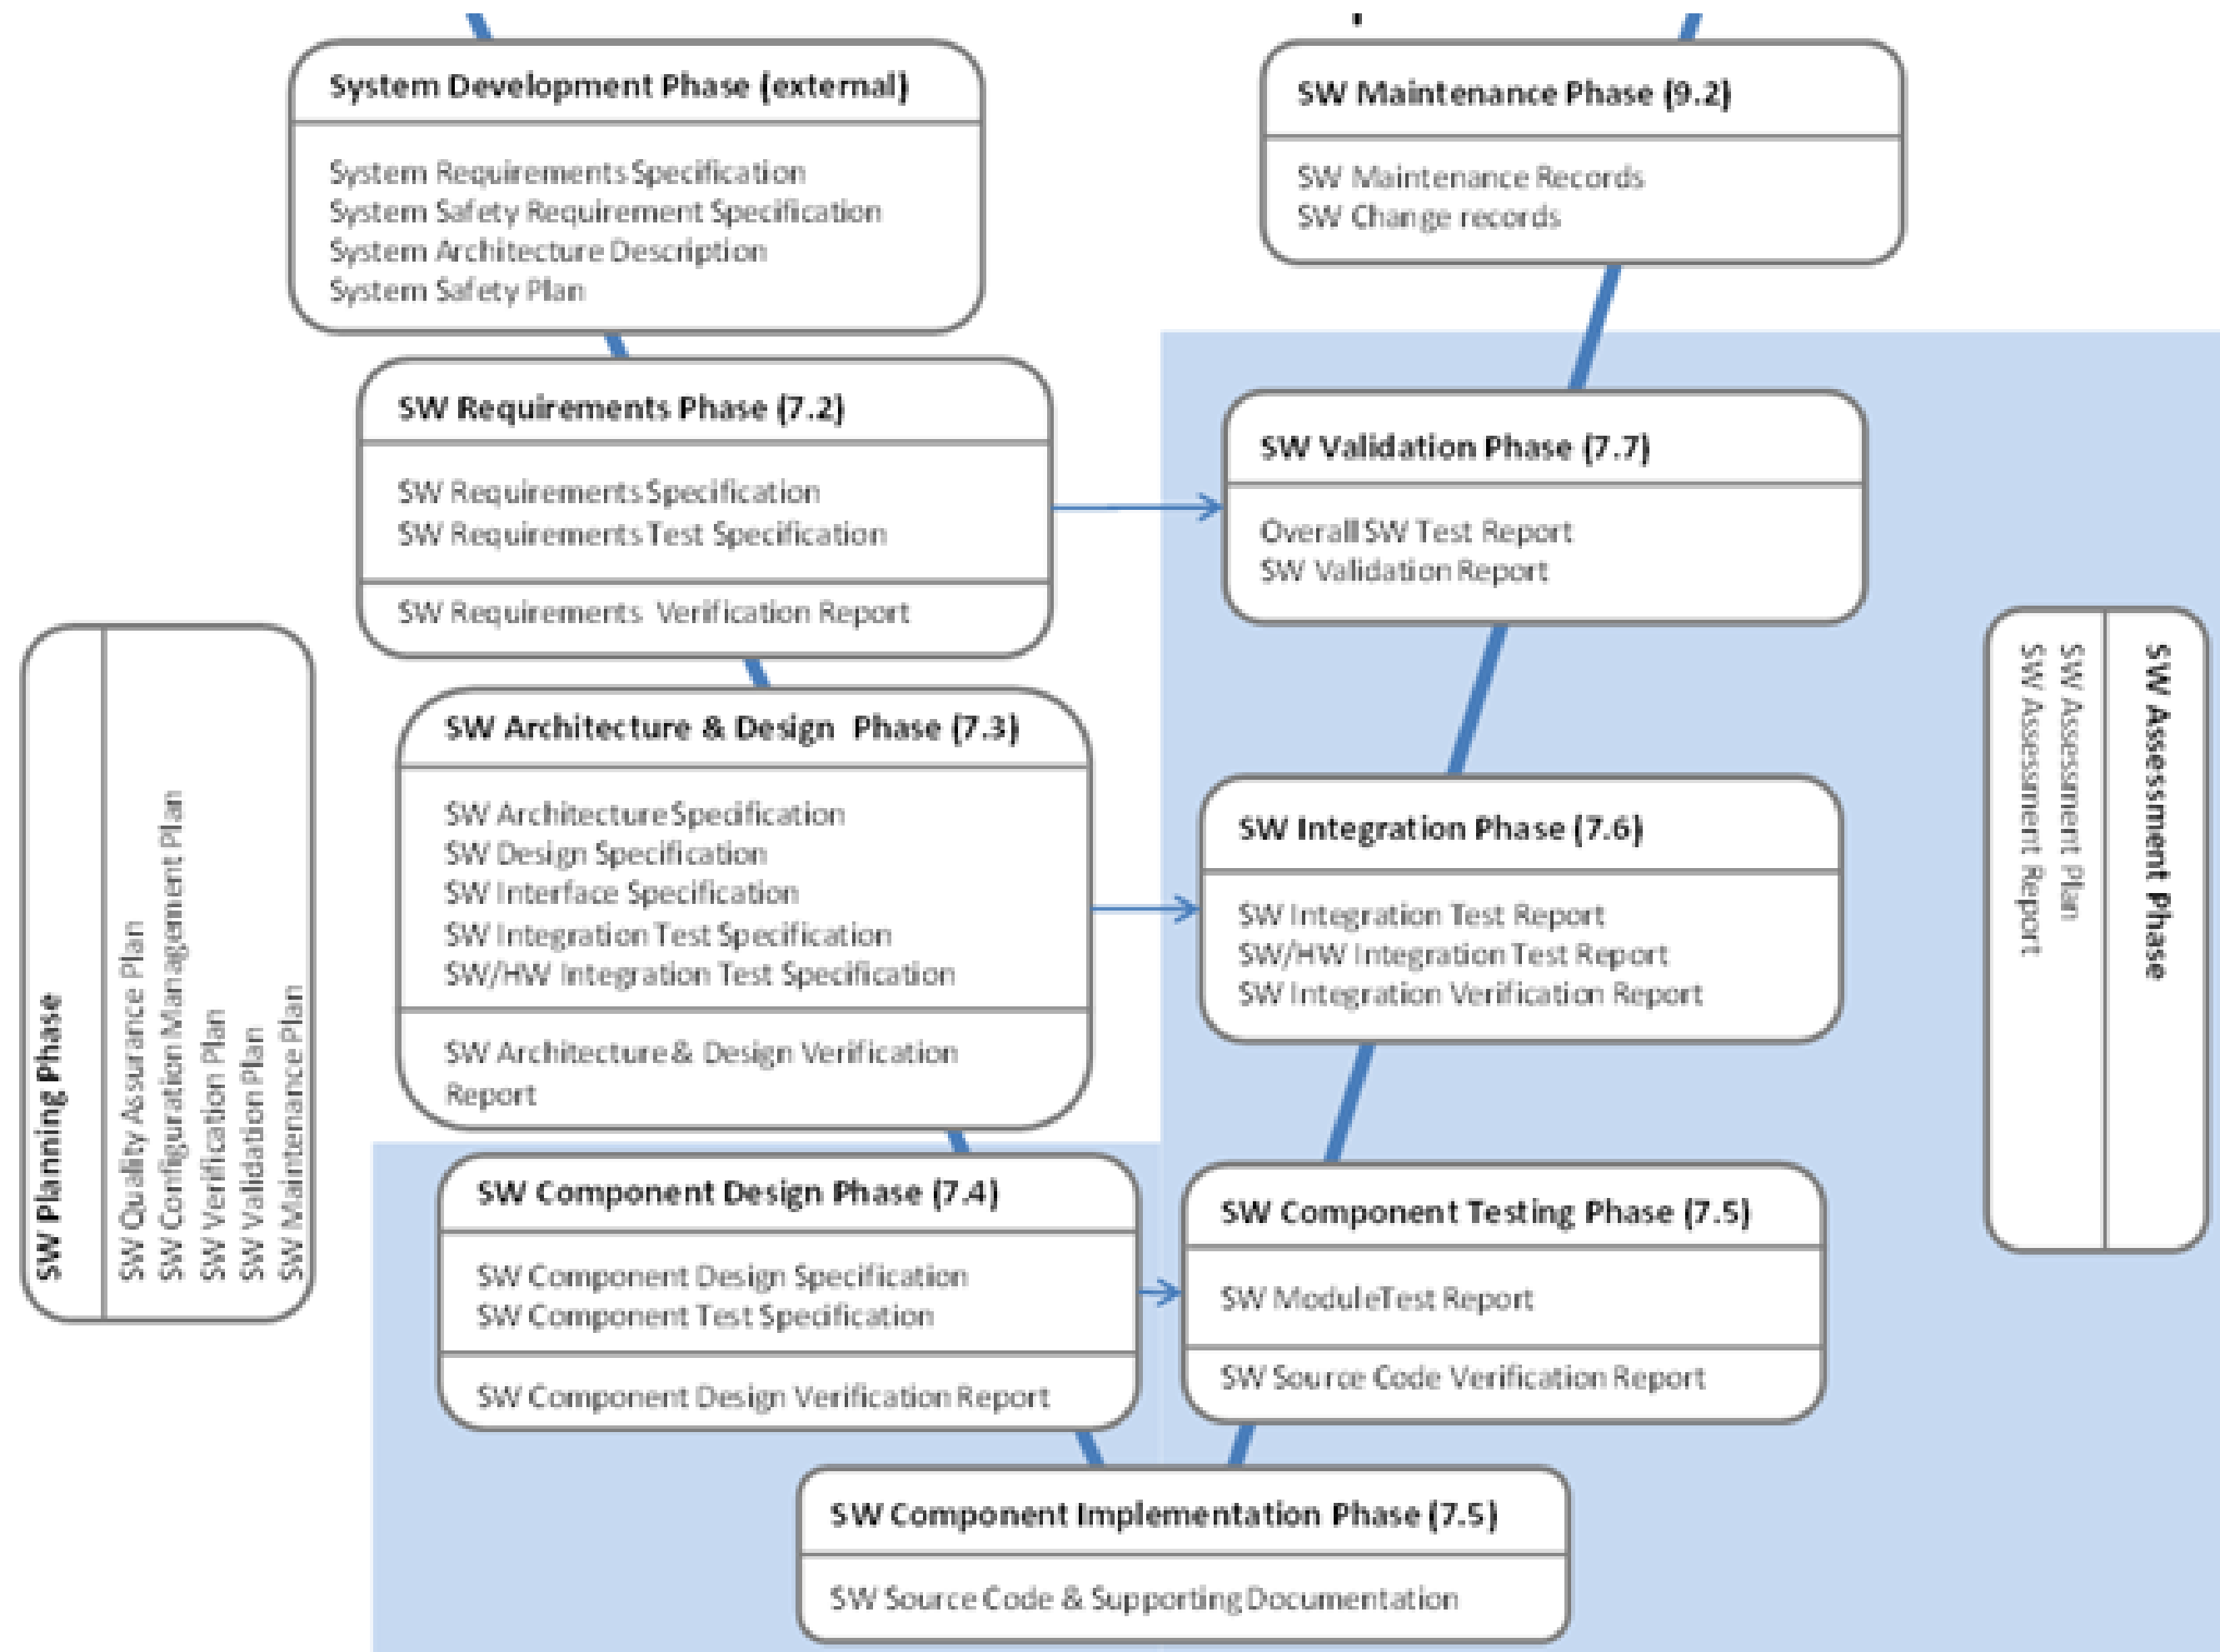 System Development Phase (external)
System Requirements Specification
System Safety Requirement Specification
System Architecture Description
System Safety Plan
SW Maintenance Phase (9.2)
SW Maintenance Records
SW Change records
SW Requirements Phase (7.2)
SW Requirements Specification
SW Requirements Test Specification
SW Requirements Verification Report
SW Validation Phase (7.7)
Overall SW Test Report
SW Validation Report
SW Planning Phase
SW Quality Assurance Plan
SW Configuration Management Plan
SW Verification Plan
SW Validation Plan
SW Maintenance Plan
SW Architecture & Design Phase (7.3)
SW Architecture Specification
SW Design Specification
SW Interface Specification
SW Integration Test Specification
SW/HW Integration Test Specification
SW Architecture & Design Verification
Report
SW Integration Phase (7.6)
SW Integration Test Report
SW/HW Integration Test Report
SW Integration Verification Report
SW Assessment Phase
SW Assessment Plan
SW Assessment Report
SW Component Design Phase (7.4)
SW Component Design Specification
SW Component Test Specification
SW Component Design Verification Report
SW Component Testing Phase (7.5)
SW ModuleTest Report
SW Source Code Verification Report
SW Component Implementation Phase (7.5)
SW Source Code & Supporting Documentation